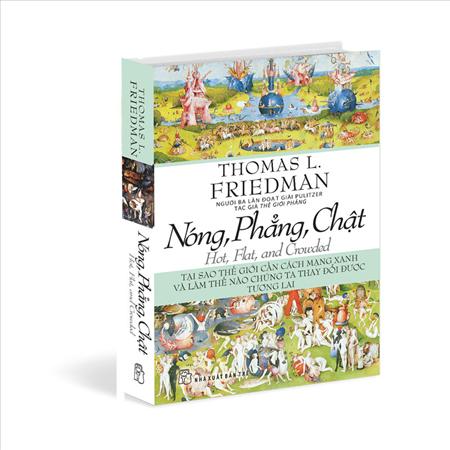 THOMAS L.
FRIEDMAN
NGƯỜI BA LẦN ĐOẠT GIẢI PULITZER
TÁC GIẢ THẾ GIỚI PHẲNG
Nóng, Phẳng, Chật
Hot, Flat, and Crowded
TẠI SAO THẾ GIỚI CẦN CÁCH MẠNG XANH
VÀ LÀM THẾ NÀO CHÚNG TA THAY ĐỔI ĐƯỢC
TƯƠNG LAI
NHÀ XUẤT BẢN TRẺ
THOMAS L.
FRIEDMAN
Nóng, Phẳng, Chật
Hot, Flat, and Crowded